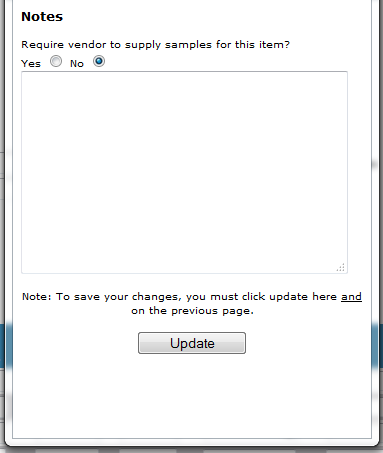 Notes
Require vendor to supply samples for this item?
Yes No
Note: To save your changes, you must click update here and
on the previous page.
Update